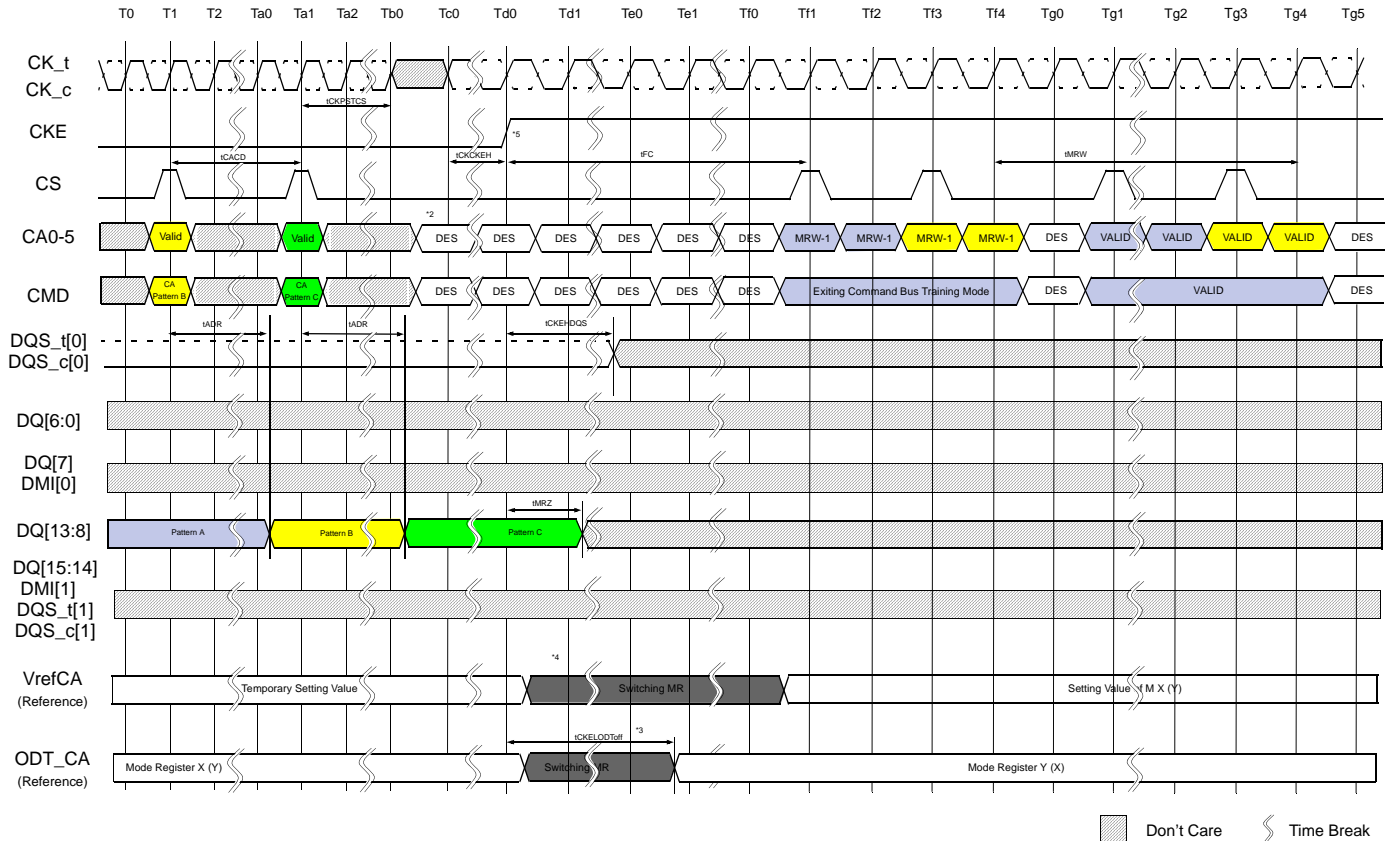 T0 T1 T2 Ta0 Ta1 Ta2 Tb0 Tc0 Td0 Td1 Te0 Te1 Tf0 Tf1 Tf2 Tf3 Tf4 Tg0 Tg1 Tg2 Tg3 Tg4 Tg5
CK_t
CK_c
tCKPSTCS
CKE
*5
tCACD tCKCKEH tFC tMRW
CS
*2
CA0-5 Valid Valid DES DES DES DES DES DES MRW-1 MRW-1 MRW-1 MRW-1 DES VALID VALID VALID VALID DES
CMD CA Pattern B CA Pattern C DES DES DES DES DES DES Exiting Command Bus Training Mode DES VALID DES
tADR tADR tCKEHDQS
DQS_t[0]
DQS_c[0]
DQ[6:0]
DQ[7]
DMI[0]
tMRZ
DQ[13:8] Pattern A Pattern B Pattern C
DQ[15:14]
DMI[1]
DQS_t[1]
DQS_c[1]
*4
VrefCA Temporary Setting Value Switching MR Setting Value of M X (Y)
(Reference)
tCKELODToff *3
ODT_CA Mode Register X (Y) Switching MR Mode Register Y (X)
(Reference)
Don't Care Time Break